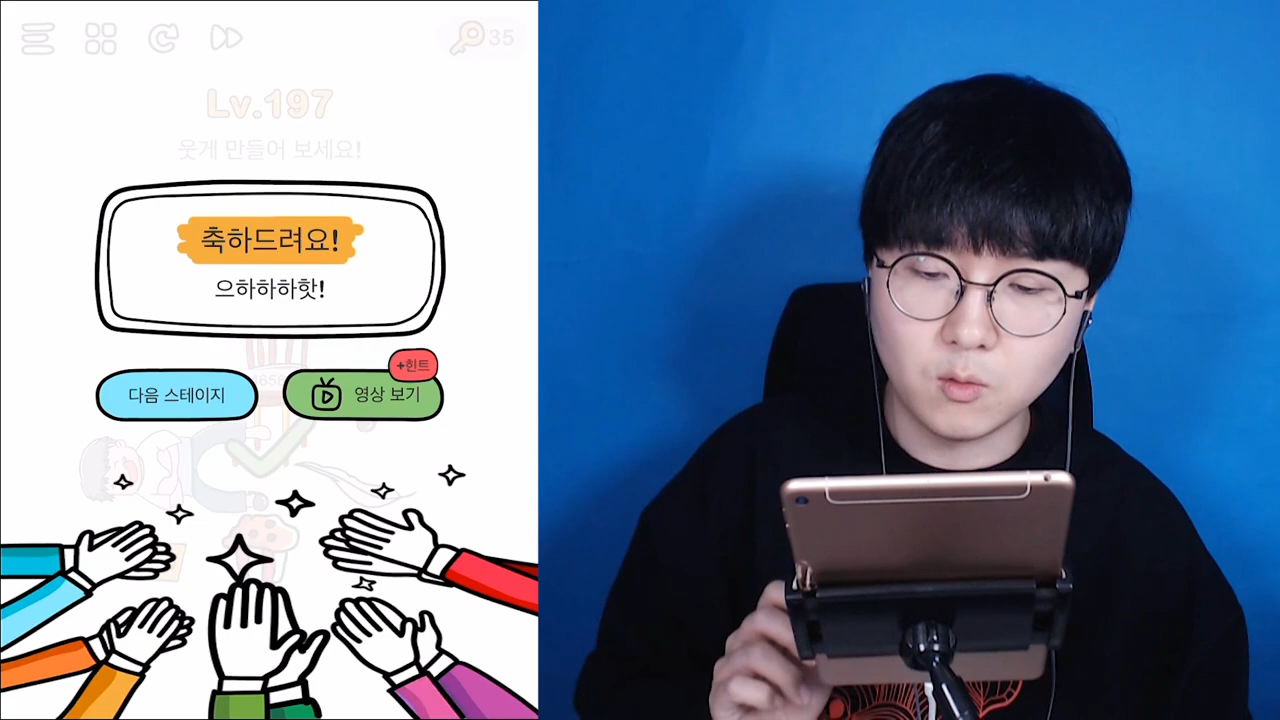 35
Lv.197
웃게 만들어 보세요!
축하드려요!
으하하하핫!
+힌트
다음 스테이지
영상 보기